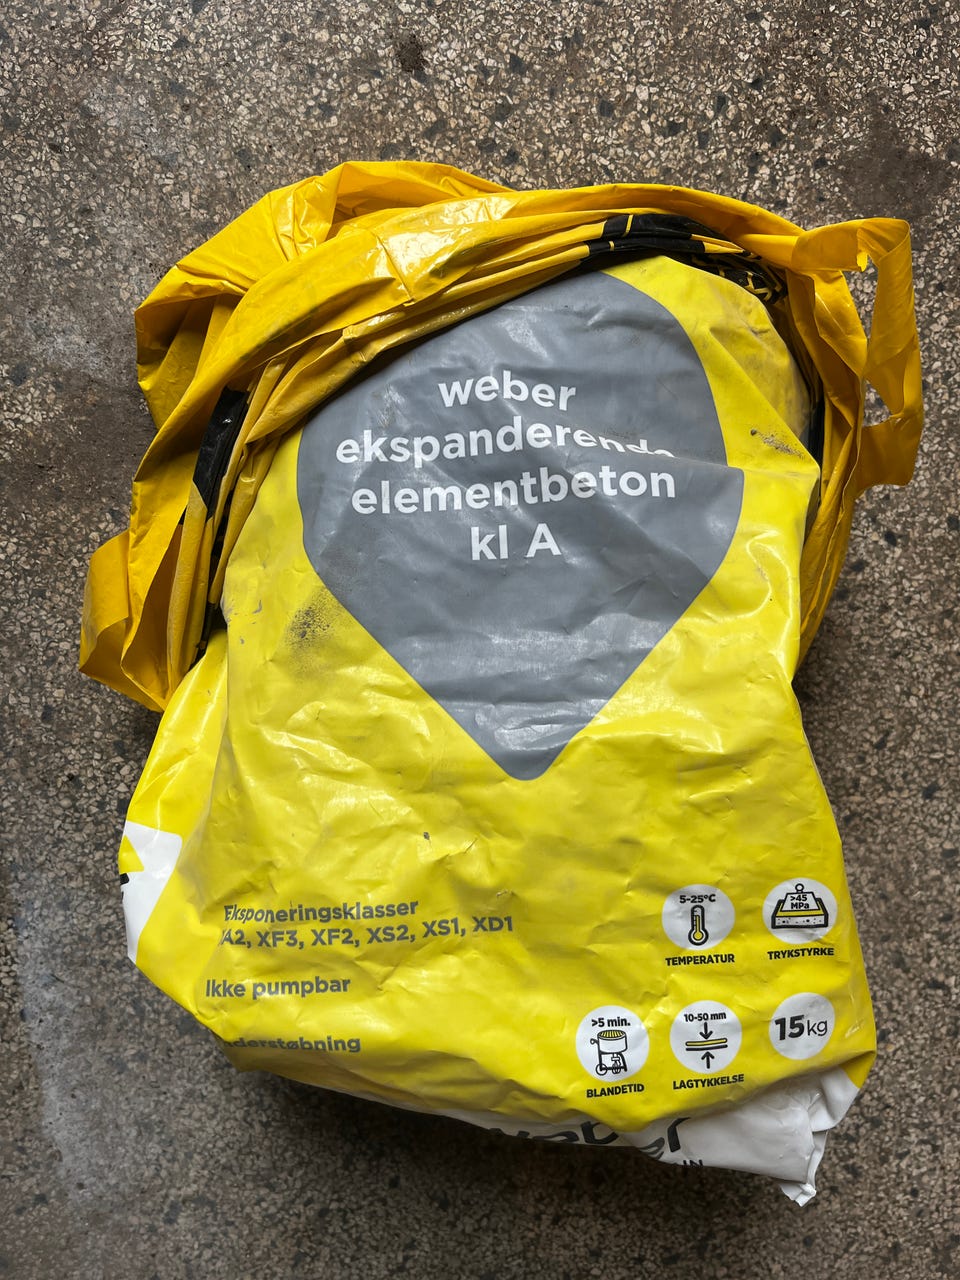 weber
ekspanderende
elementbeton
kl A
Eksponeringsklasser
XF3, XF2, XS2, XS1, XD1
Ikke pumpbar
5-25°C
TEMPERATUR
>45
MPa
TRYKSTYRKE
>5 min.
BLANDETID
10-50 mm
LAGTYKKELSE
15kg